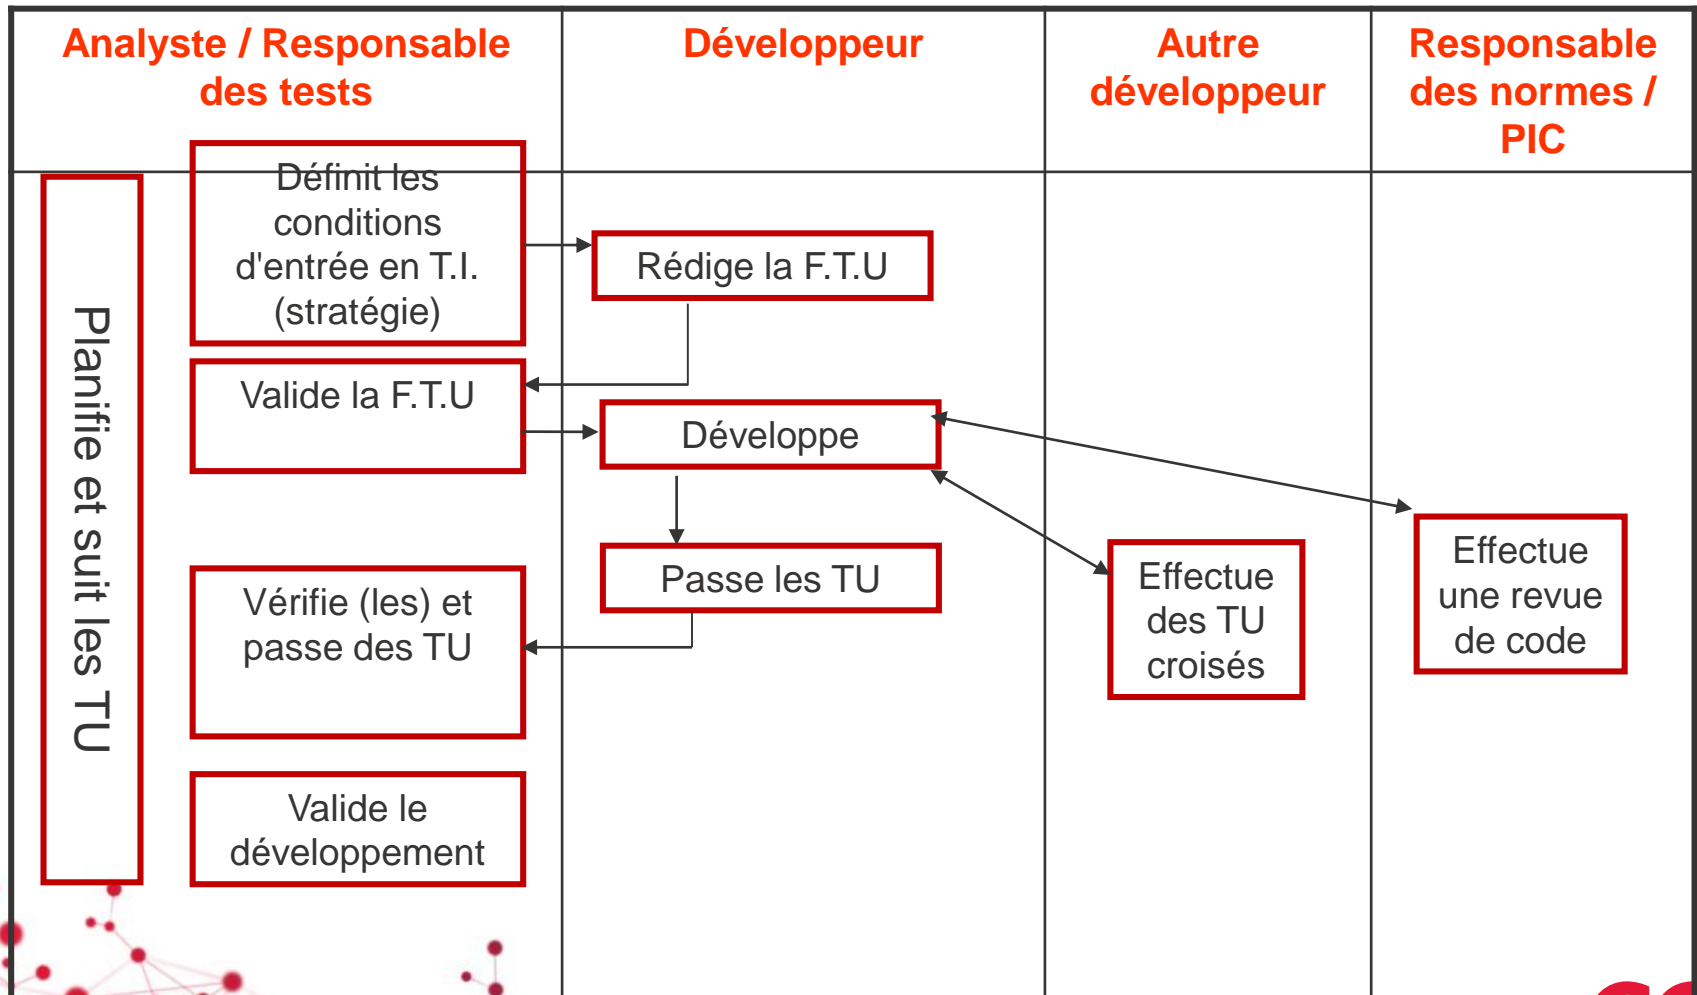 Analyste / Responsable
des tests
Développeur
Autre
développeur
Responsable
des normes /
PIC
Planifie et suit les TU
Définit les
conditions
d'entrée en T.I.
(stratégie)
Rédige la F.T.U
Valide la F.T.U
Développe
Passe les TU
Vérifie (les) et
passe des TU
Effectue
des TU
croisés
Effectue
une revue
de code
Valide le
développement